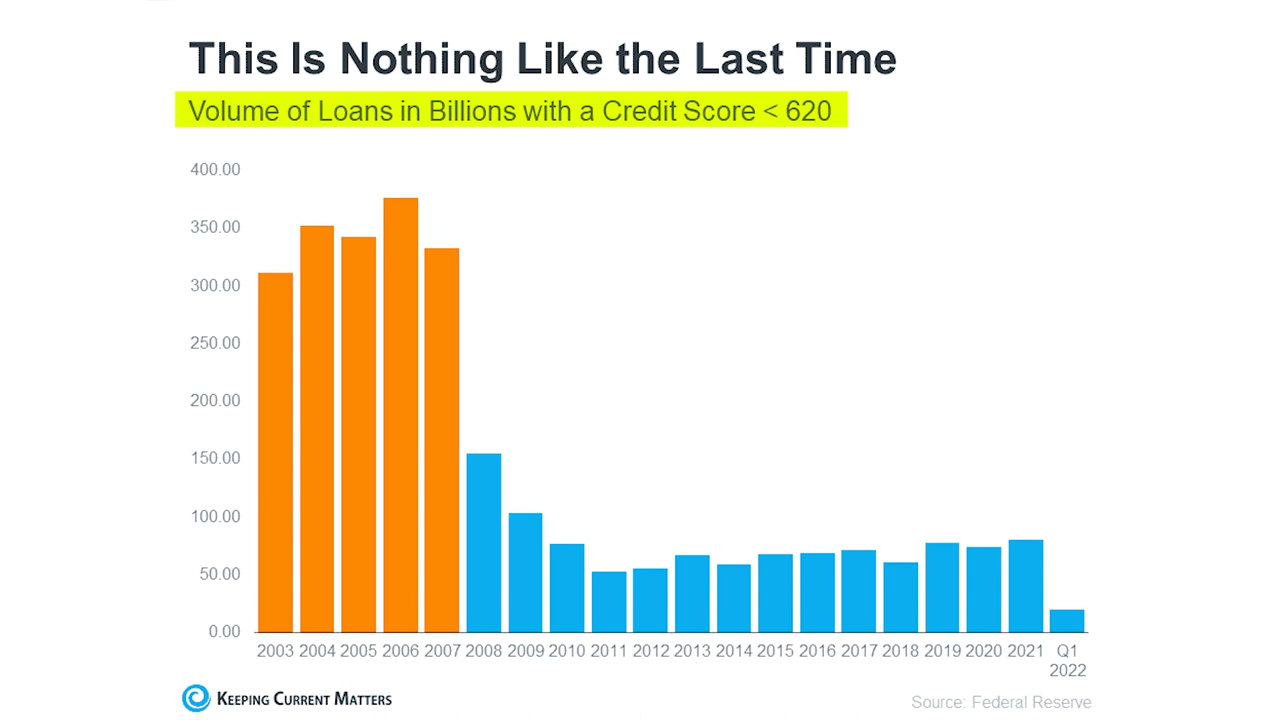 This Is Nothing Like the Last Time
Volume of Loans in Billions with a Credit Score < 620
400.00
350.00
300.00
250.00
200.00
150.00
100.00
50.00
0.00
2003 2004 2005 2006 2007 2008 2009 2010 2011 2012 2013 2014 2015 2016 2017 2018 2019 2020 2021 Q1
2022
KEEPING CURRENT MATTERS
Source: Federal Reserve